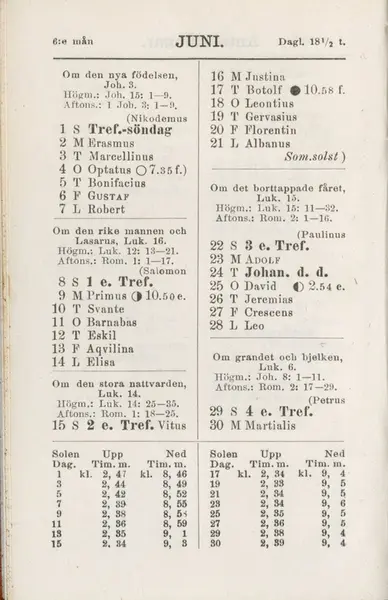 6:e mån JUNI. Dagl. 18 1/2 t.
Om den nya födelsen,
Joh. 3.
Högm.: Joh. 15: 1—9.
Aftons.: 1 Joh. 3: 1—9.
(Nikodemus
1 S Tref.-söndag
2 M Erasmus
3 T Marcellinus
4 O Optatus ○ 7.35 f.)
5 T Bonifacius
6 F GUSTAF
7 L Robert
Om den rike mannen och
Lasarus, Luk. 16.
Högm.: Luk. 12: 13—21.
Aftons.: Rom. 1: 1—17.
(Salomon
8 S 1 e. Tref.
9 M Primus ◑ 10.50 e.
10 T Svante
11 O Barnabas
12 T Eskil
13 F Aqvilina
14 L Elisa
Om den stora nattvarden,
Luk. 14.
Högm.: Luk. 14: 25—35.
Aftons.: Rom. 1: 18—25.
15 S 2 e. Tref. Vitus
16 M Justina
17 T Botolf ● 10.58 f.
18 O Leontius
19 T Gervasius
20 F Florentin
21 L Albanus
Som.solst )
Om det borttappade fåret,
Luk. 15.
Högm.: Luk. 15: 11—32.
Aftons.: Rom. 2: 1—16.
(Paulinus
22 S 3 e. Tref.
23 M ADOLF
24 T Johan. d. d.
25 O David ◐ 2.54 e.
26 T Jeremias
27 F Crescens
28 L Leo
Om grandet och bjelken,
Luk. 6.
Högm.: Joh. 8: 1—11.
Aftons.: Rom. 2: 17—29.
(Petrus
29 S 4 e. Tref.
30 M Martialis
Solen Upp Ned
Dag. Tim. m. Tim. m.
1 kl. 2, 47 kl. 8, 46
3 2, 44 8, 49
5 2, 42 8, 52
7 2, 39 8, 55
9 2, 38 8, 58
11 2, 36 8, 59
13 2, 35 9, 1
15 2, 34 9, 3
Solen Upp Ned
Dag. Tim. m. Tim. m.
17 kl. 2, 34 kl. 9, 4
19 2, 33 9, 5
21 2, 34 9, 5
23 2, 34 9, 6
25 2, 35 9, 5
27 2, 36 9, 5
29 2, 38 9, 4
30 2, 39 9, 4